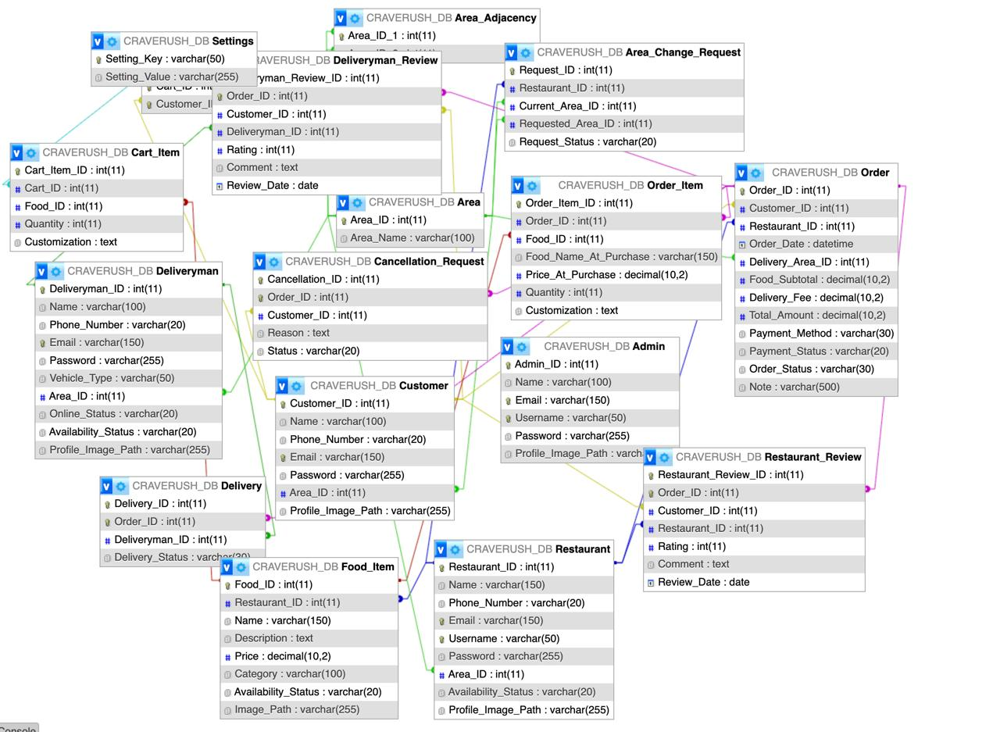 CRAVERUSH_DB Area_Adjacency
Area_ID_1 : int(11)
CRAVERUSH_DB Settings
Setting_Key : varchar(50)
Setting_Value : varchar(255)
Customer_I
RAVERUSH_DB Deliveryman_Review
ryman_Review_ID : int(11)
Order_ID : int(11)
Customer_ID : int(11)
Deliveryman_ID : int(11)
Rating : int(11)
Comment : text
Review_Date : date
CRAVERUSH_DB Area_Change_Request
Request_ID : int(11)
Restaurant_ID : int(11)
Current_Area_ID : int(11)
Requested_Area_ID : int(11)
Request_Status : varchar(20)
CRAVERUSH_DB Cart_Item
Cart_Item_ID : int(11)
Cart_ID : int(11)
Food_ID : int(11)
Quantity : int(11)
Customization : text
CRAVERUSH_DB Area
Area_ID : int(11)
Area_Name : varchar(100)
CRAVERUSH_DB Order_Item
Order_Item_ID : int(11)
Order_ID : int(11)
Food_ID : int(11)
Food_Name_At_Purchase : varchar(150)
Price_At_Purchase : decimal(10,2)
Quantity : int(11)
Customization : text
CRAVERUSH_DB Order
Order_ID : int(11)
Customer_ID : int(11)
Restaurant_ID : int(11)
Order_Date : datetime
Delivery_Area_ID : int(11)
Food_Subtotal : decimal(10,2)
Delivery_Fee : decimal(10,2)
Total_Amount : decimal(10,2)
Payment_Method : varchar(30)
Payment_Status : varchar(20)
Order_Status : varchar(30)
Note : varchar(500)
CRAVERUSH_DB Deliveryman
Deliveryman_ID : int(11)
Name : varchar(100)
Phone_Number : varchar(20)
Email : varchar(150)
Password : varchar(255)
Vehicle_Type : varchar(50)
Area_ID : int(11)
Online_Status : varchar(20)
Availability_Status : varchar(20)
Profile_Image_Path : varchar(255)
CRAVERUSH_DB Cancellation_Request
Cancellation_ID : int(11)
Order_ID : int(11)
Customer_ID : int(11)
Reason : text
Status : varchar(20)
CRAVERUSH_DB Admin
Admin_ID : int(11)
Name : varchar(100)
Email : varchar(150)
Username : varchar(50)
Password : varchar(255)
Profile_Image_Path : varch
CRAVERUSH_DB Customer
Customer_ID : int(11)
Name : varchar(100)
Phone_Number : varchar(20)
Email : varchar(150)
Password : varchar(255)
Area_ID : int(11)
Profile_Image_Path : varchar(255)
CRAVERUSH_DB Restaurant_Review
Restaurant_Review_ID : int(11)
Order_ID : int(11)
Customer_ID : int(11)
Restaurant_ID : int(11)
Rating : int(11)
Comment : text
Review_Date : date
CRAVERUSH_DB Delivery
Delivery_ID : int(11)
Order_ID : int(11)
Deliveryman_ID : int(11)
Delivery_Status : varchar(30)
CRAVERUSH_DB Food_Item
Food_ID : int(11)
Restaurant_ID : int(11)
Name : varchar(150)
Description : text
Price : decimal(10,2)
Category : varchar(100)
Availability_Status : varchar(20)
Image_Path : varchar(255)
CRAVERUSH_DB Restaurant
Restaurant_ID : int(11)
Name : varchar(150)
Phone_Number : varchar(20)
Email : varchar(150)
Username : varchar(50)
Password : varchar(255)
Area_ID : int(11)
Availability_Status : varchar(20)
Profile_Image_Path : varchar(255)
Console